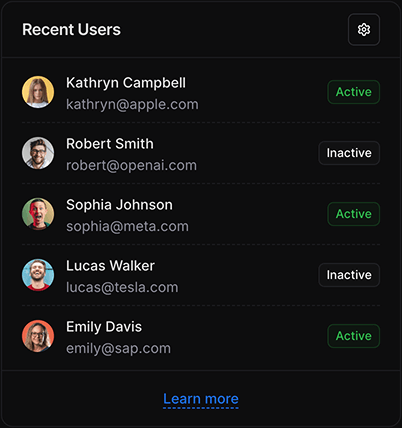 Recent Users
Kathryn Campbell
kathryn@apple.com
Active
Robert Smith
robert@openai.com
Inactive
Sophia Johnson
sophia@meta.com
Active
Lucas Walker
lucas@tesla.com
Inactive
Emily Davis
emily@sap.com
Active
Learn more